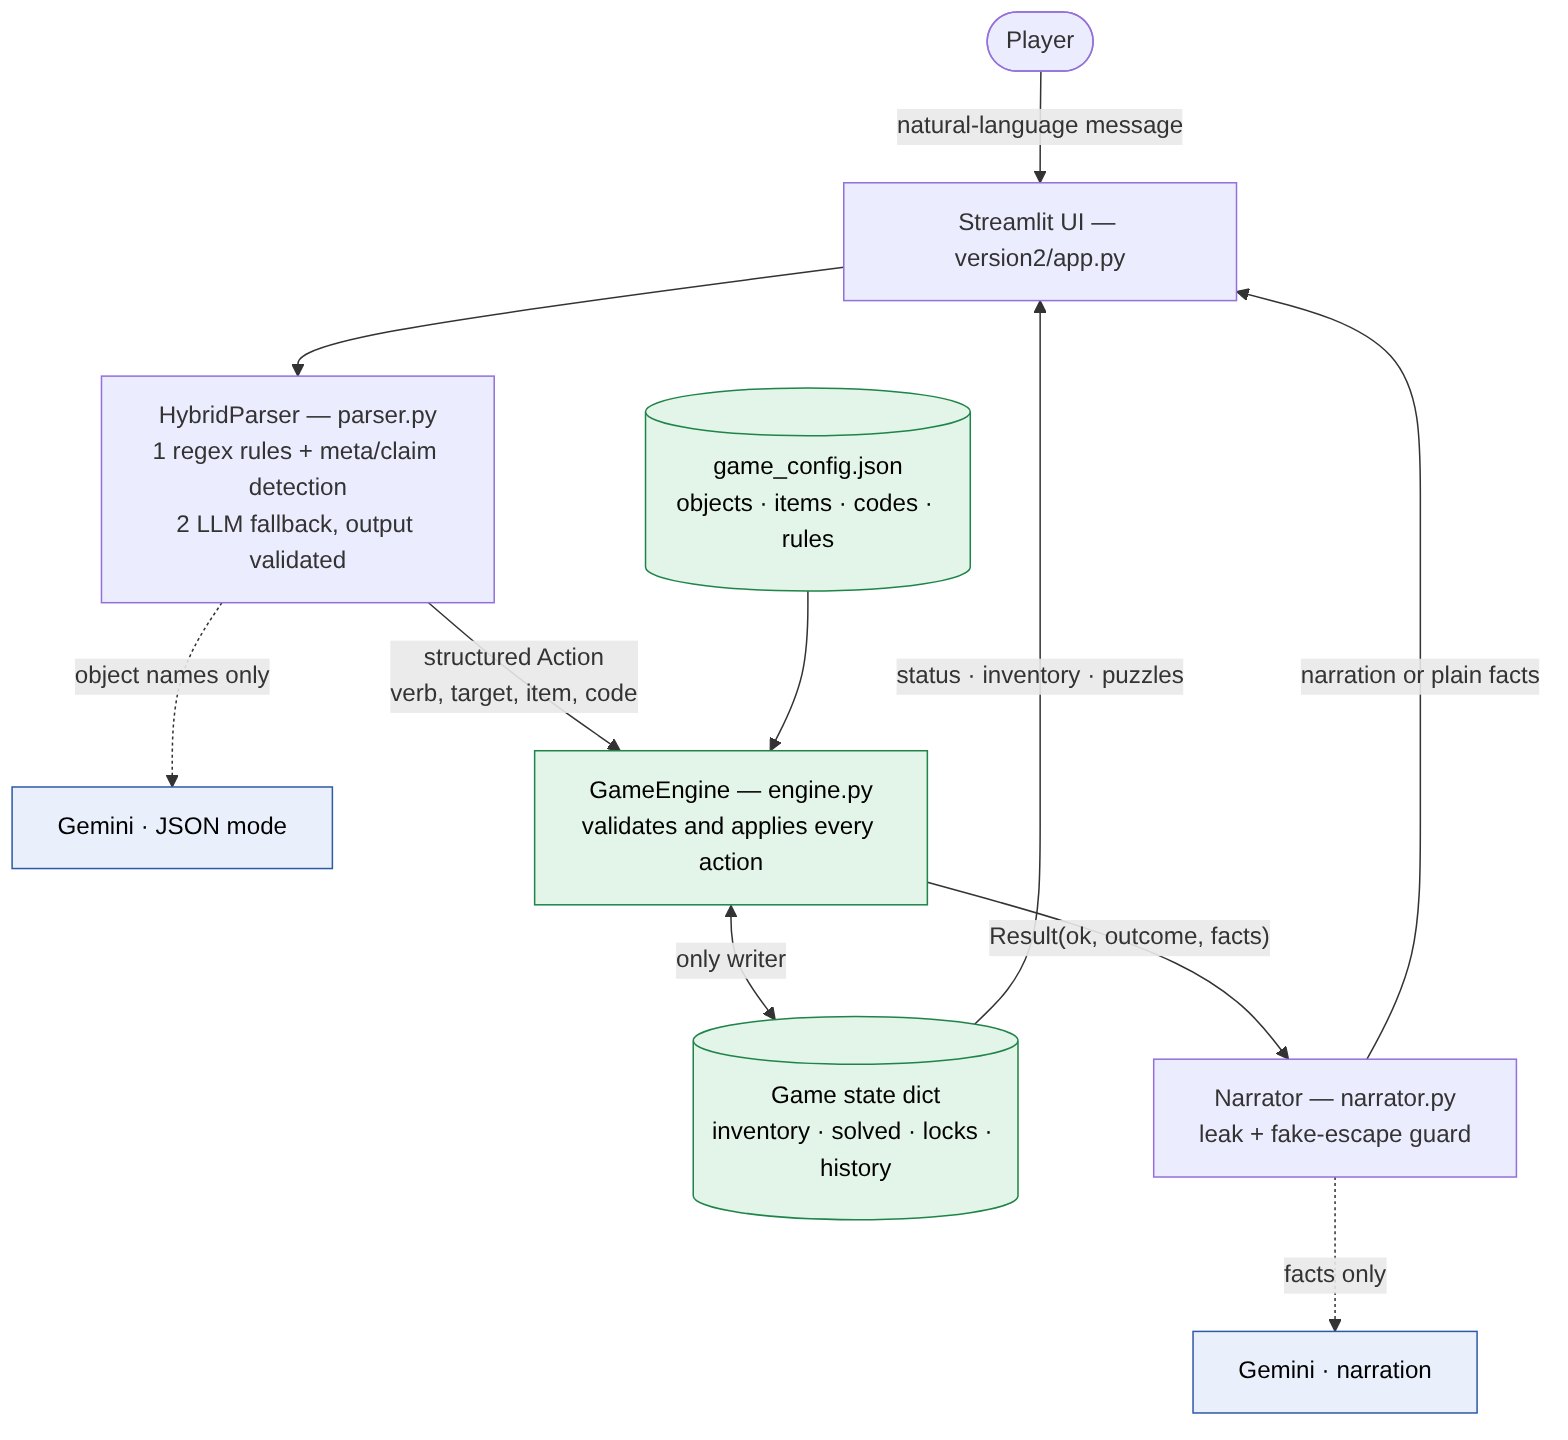 Player
natural-language message
Streamlit UI —
version2/app.py
HybridParser — parser.py
1 regex rules + meta/claim
detection
2 LLM fallback, output
validated
game_config.json
objects · items · codes ·
rules
object names only
structured Action
verb, target, item, code
status · inventory · puzzles
narration or plain facts
Gemini · JSON mode
GameEngine — engine.py
validates and applies every
action
only writer
Result(ok, outcome, facts)
Game state dict
inventory · solved · locks ·
history
Narrator — narrator.py
leak + fake-escape guard
facts only
Gemini · narration